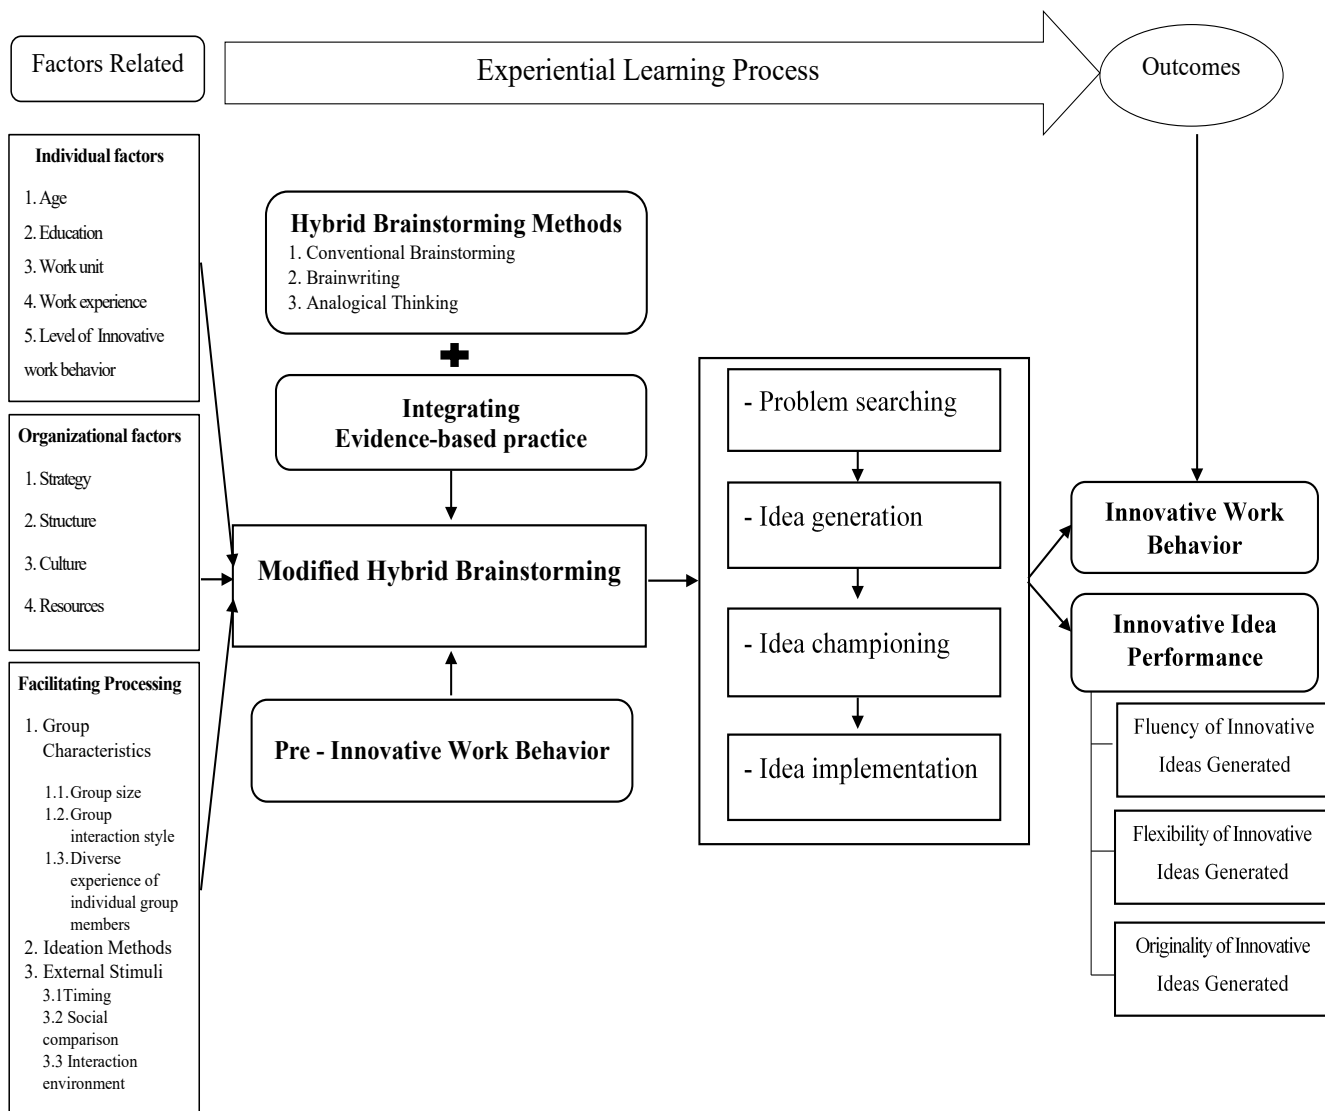 Factors Related
Experiential Learning Process
Outcomes
Individual factors
1. Age
2. Education
3. Work unit
4. Work experience
5. Level of Innovative
work behavior
Organizational factors
1. Strategy
2. Structure
3. Culture
4. Resources
Facilitating Processing
1. Group
Characteristics
1.1. Group size
1.2. Group
interaction style
1.3. Diverse
experience of
individual group
members
2. Ideation Methods
3. External Stimuli
3.1Timing
3.2 Social
comparison
3.3 Interaction
environment
Hybrid Brainstorming Methods
1. Conventional Brainstorming
2. Brainwriting
3. Analogical Thinking
Integrating
Evidence-based practice
Modified Hybrid Brainstorming
Pre - Innovative Work Behavior
- Problem searching
- Idea generation
- Idea championing
- Idea implementation
Innovative Work
Behavior
Innovative Idea
Performance
Fluency of Innovative
Ideas Generated
Flexibility of Innovative
Ideas Generated
Originality of Innovative
Ideas Generated